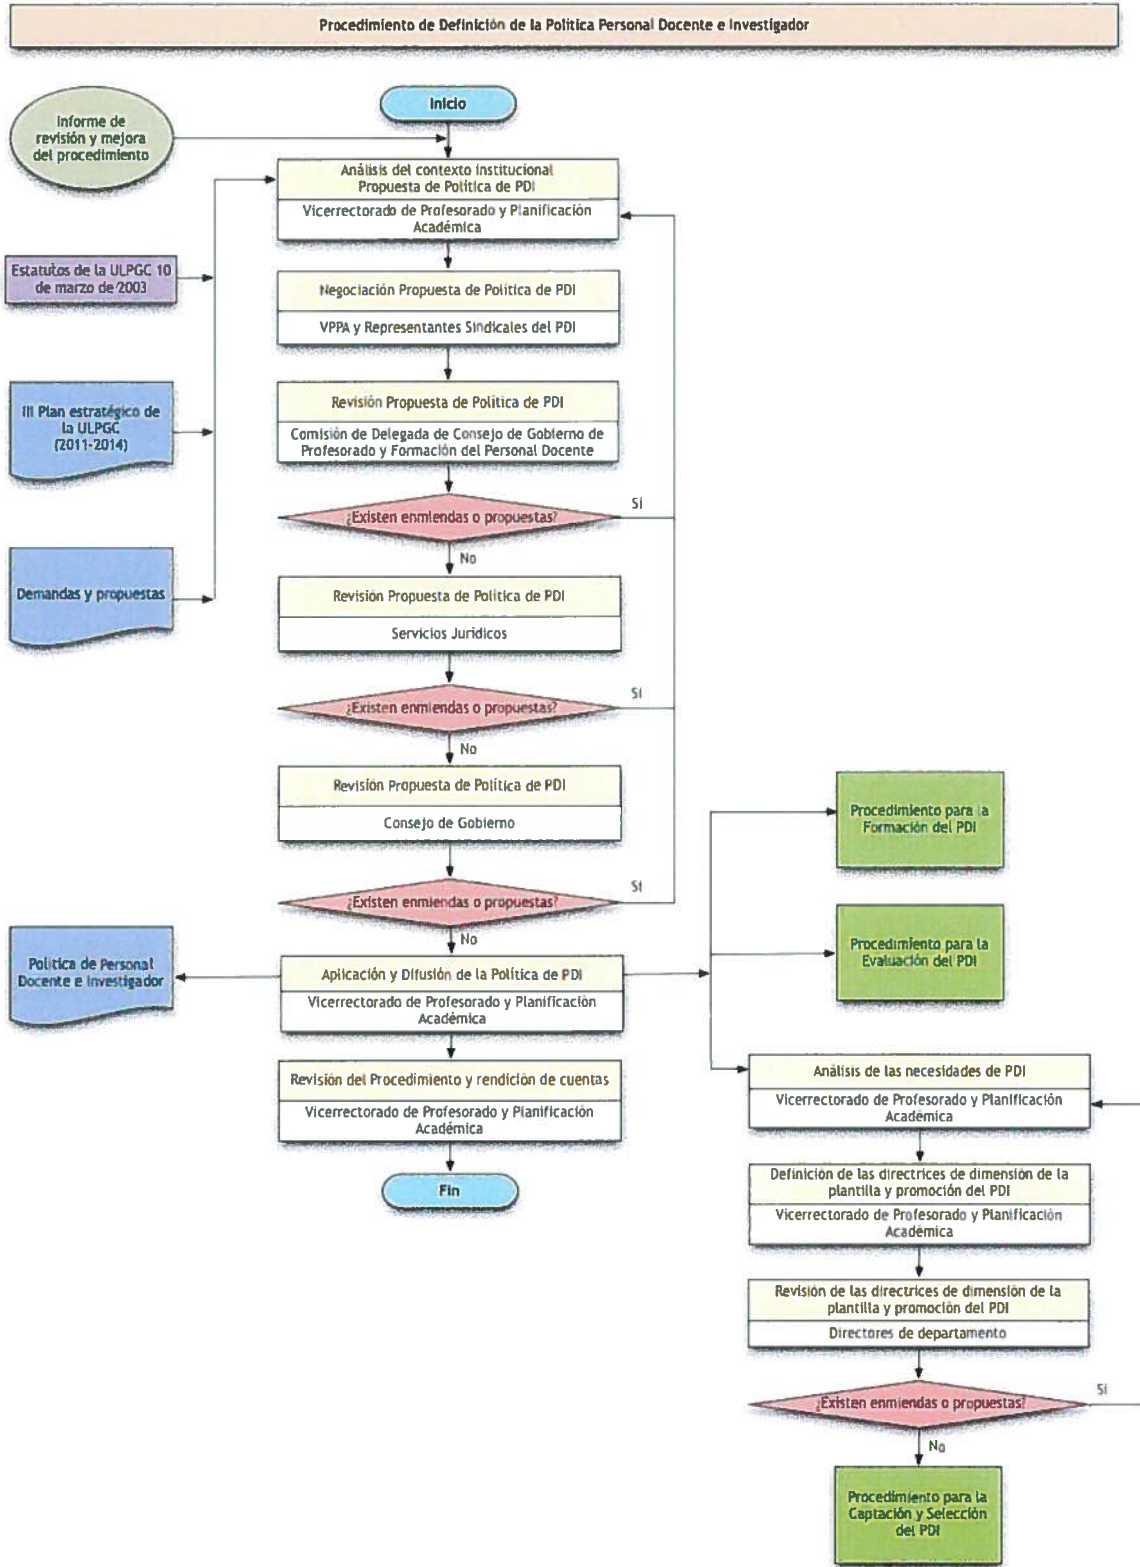 Procedimiento de Definición de la Política Personal Docente e Investigador
Informe de
revisión y mejora
del procedimiento
Inicio
Análisis del contexto institucional
Propuesta de Política de PDI
Vicerrectorado de Profesorado y Planificación
Académica
Estatutos de la ULPGC 10
de marzo de 2003
Negociación Propuesta de Política de PDI
VPPA y Representantes Sindicales del PDI
III Plan estratégico de
la ULPGC
(2011-2014)
Revisión Propuesta de Política de PDI
Comisión de Delegada de Consejo de Gobierno de
Profesorado y Formación del Personal Docente
¿Existen enmiendas o propuestas?
Si
No
Demandas y propuestas
Revisión Propuesta de Política de PDI
Servicios Jurídicos
¿Existen enmiendas o propuestas?
Si
No
Revisión Propuesta de Política de PDI
Consejo de Gobierno
¿Existen enmiendas o propuestas?
Si
No
Procedimiento para la
Formación del PDI
Procedimiento para la
Evaluación del PDI
Política de Personal
Docente e Investigador
Aplicación y Difusión de la Política de PDI
Vicerrectorado de Profesorado y Planificación
Académica
Revisión del Procedimiento y rendición de cuentas
Vicerrectorado de Profesorado y Planificación
Académica
Fin
Análisis de las necesidades de PDI
Vicerrectorado de Profesorado y Planificación
Académica
Definición de las directrices de dimensión de la
plantilla y promoción del PDI
Vicerrectorado de Profesorado y Planificación
Académica
Revisión de las directrices de dimensión de la
plantilla y promoción del PDI
Directores de departamento
¿Existen enmiendas o propuestas?
Si
No
Procedimiento para la
Captación y Selección
del PDI